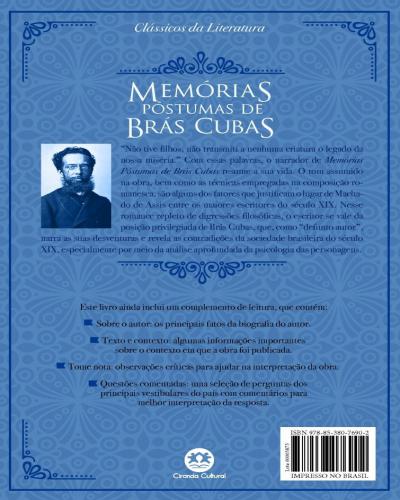 Clássicos da Literatura
MEMÓRIAS
PÓSTUMAS DE
BRÁS CUBAS
“Não tive filhos, não transmiti a nenhuma criatura o legado da
nossa miséria.” Com essas palavras, o narrador de Memórias
Póstumas de Brás Cubas resume a sua vida. O tom assumido
na obra, bem como as técnicas empregadas na composição ro-
manesca, são alguns dos fatores que justificam o lugar de Macha-
do de Assis entre os maiores escritores do século XIX. Nesse
romance repleto de digressões filosóficas, o escritor se vale da
posição privilegiada de Brás Cubas, que, como “defunto autor”,
narra as suas desventuras e revela as contradições da sociedade brasileira do século
XIX, especialmente por meio da análise aprofundada da psicologia das personagens.
Este livro ainda inclui um complemento de leitura, que contém:
Sobre o autor: os principais fatos da biografia do autor.
Texto e contexto: algumas informações importantes
sobre o contexto em que a obra foi publicada.
Tome nota: observações críticas para ajudar na interpretação da obra.
Questões comentadas: uma seleção de perguntas dos
principais vestibulares do país com comentários para
melhor interpretação da resposta.
Ciranda Cultural
ISBN 978-85-380-7690-2
IMPRESSO NO BRASIL